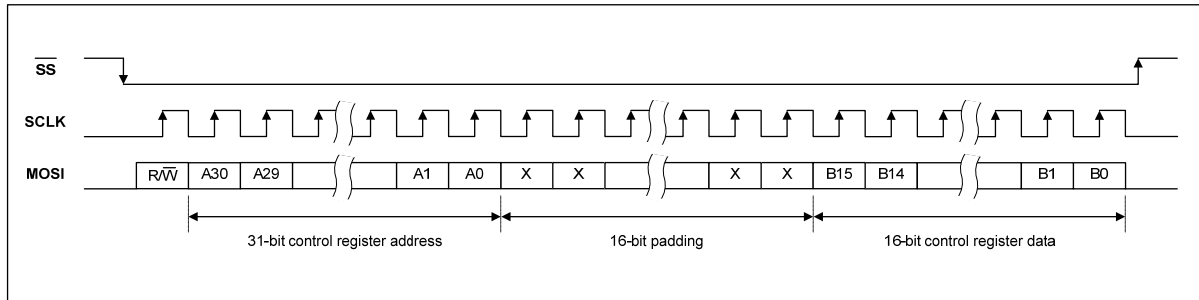 SS
SCLK
MOSI R/W A30 A29 A1 A0 X X X X B15 B14 B1 B0
31-bit control register address 16-bit padding 16-bit control register data